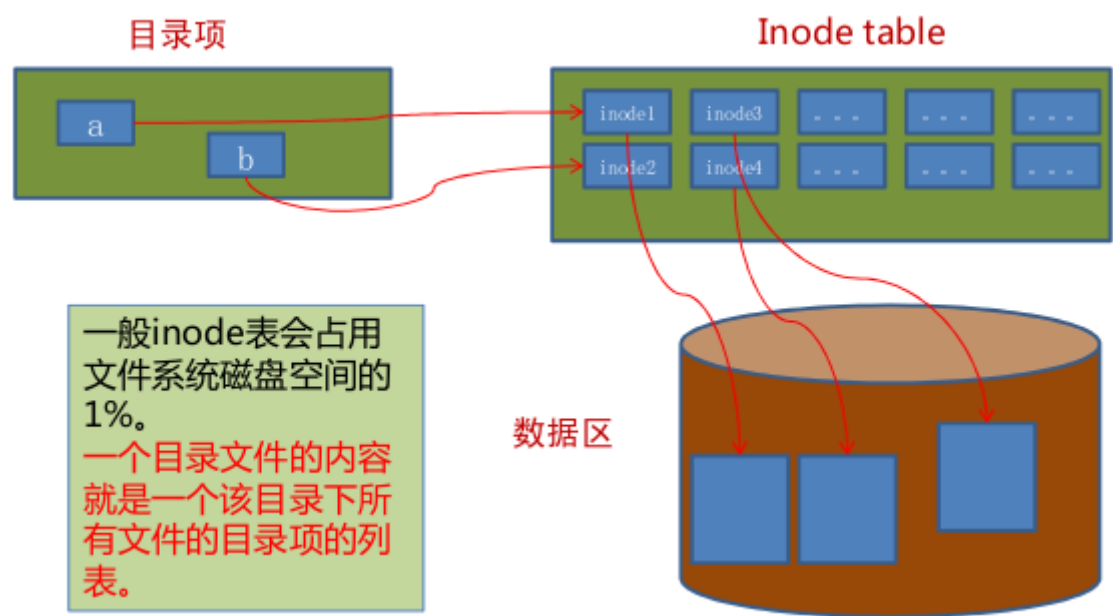 目录项
Inode table
a
b
inode1
inode3
。。。
。。。
。。。
inode2
inode4
。。。
。。。
。。。
一般inode表会占用
文件系统磁盘空间的
1%。
一个目录文件的内容
就是一个该目录下所
有文件的目录项的列
表。
数据区